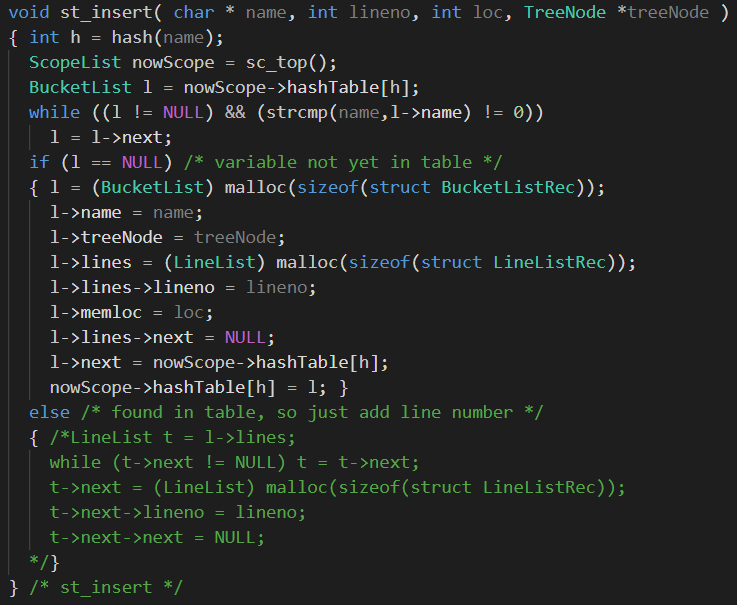 void st_insert( char * name, int lineno, int loc, TreeNode *treeNode )
{ int h = hash(name);
  ScopeList nowScope = sc_top();
  BucketList l = nowScope->hashTable[h];
  while ((l != NULL) && (strcmp(name,l->name) != 0))
    l = l->next;
  if (l == NULL) /* variable not yet in table */
  { l = (BucketList) malloc(sizeof(struct BucketListRec));
    l->name = name;
    l->treeNode = treeNode;
    l->lines = (LineList) malloc(sizeof(struct LineListRec));
    l->lines->lineno = lineno;
    l->memloc = loc;
    l->lines->next = NULL;
    l->next = nowScope->hashTable[h];
    nowScope->hashTable[h] = l; }
  else /* found in table, so just add line number */
  { /*LineList t = l->lines;
    while (t->next != NULL) t = t->next;
    t->next = (LineList) malloc(sizeof(struct LineListRec));
    t->next->lineno = lineno;
    t->next->next = NULL;
  */}
} /* st_insert */